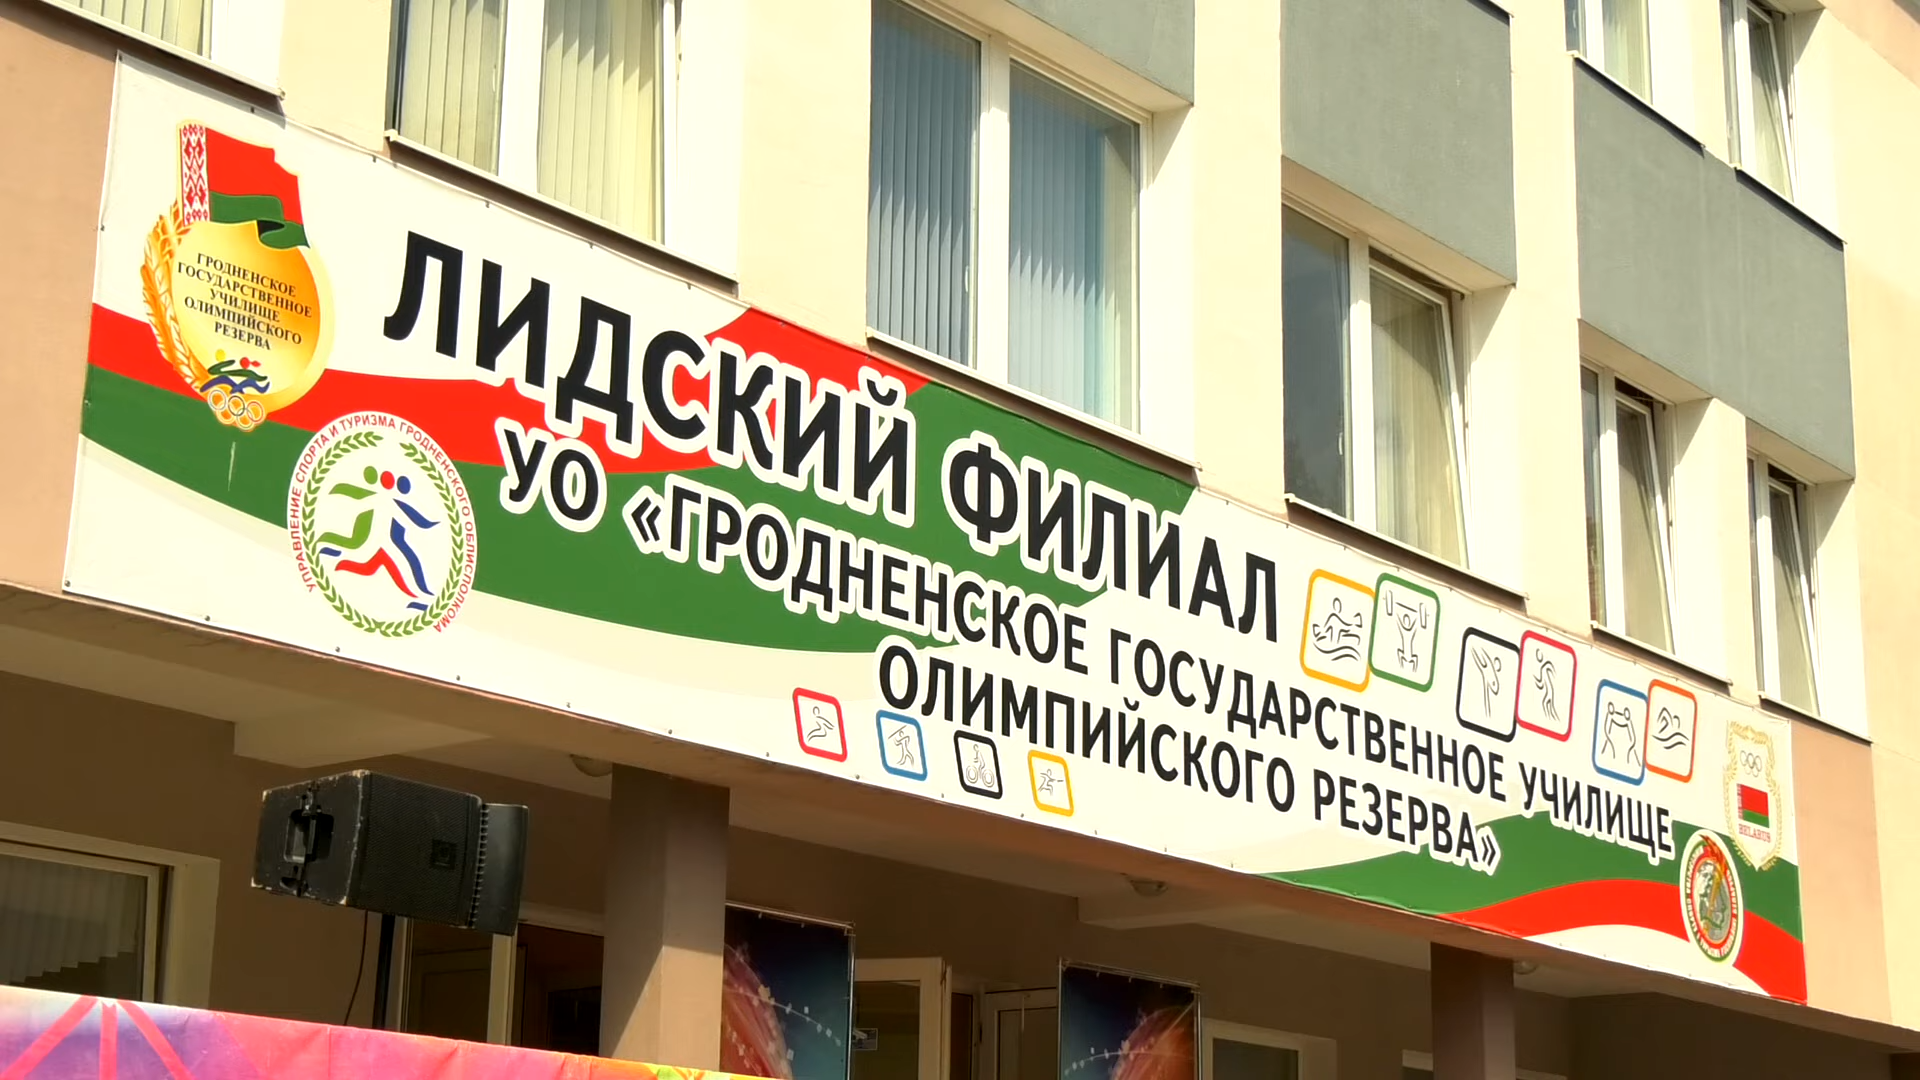 ГРОДНЕНСКОЕ
ГОСУДАРСТВЕННОЕ
УЧИЛИЩЕ
ОЛИМПИЙСКОГО
РЕЗЕРВА
УПРАВЛЕНИЕ СПОРТА И ТУРИЗМА ГРОДНЕНСКОГО ОБЛИСПОЛКОМА
ЛИДСКИЙ ФИЛИАЛ
УО «ГРОДНЕНСКОЕ ГОСУДАРСТВЕННОЕ УЧИЛИЩЕ
ОЛИМПИЙСКОГО РЕЗЕРВА»
BELARUS